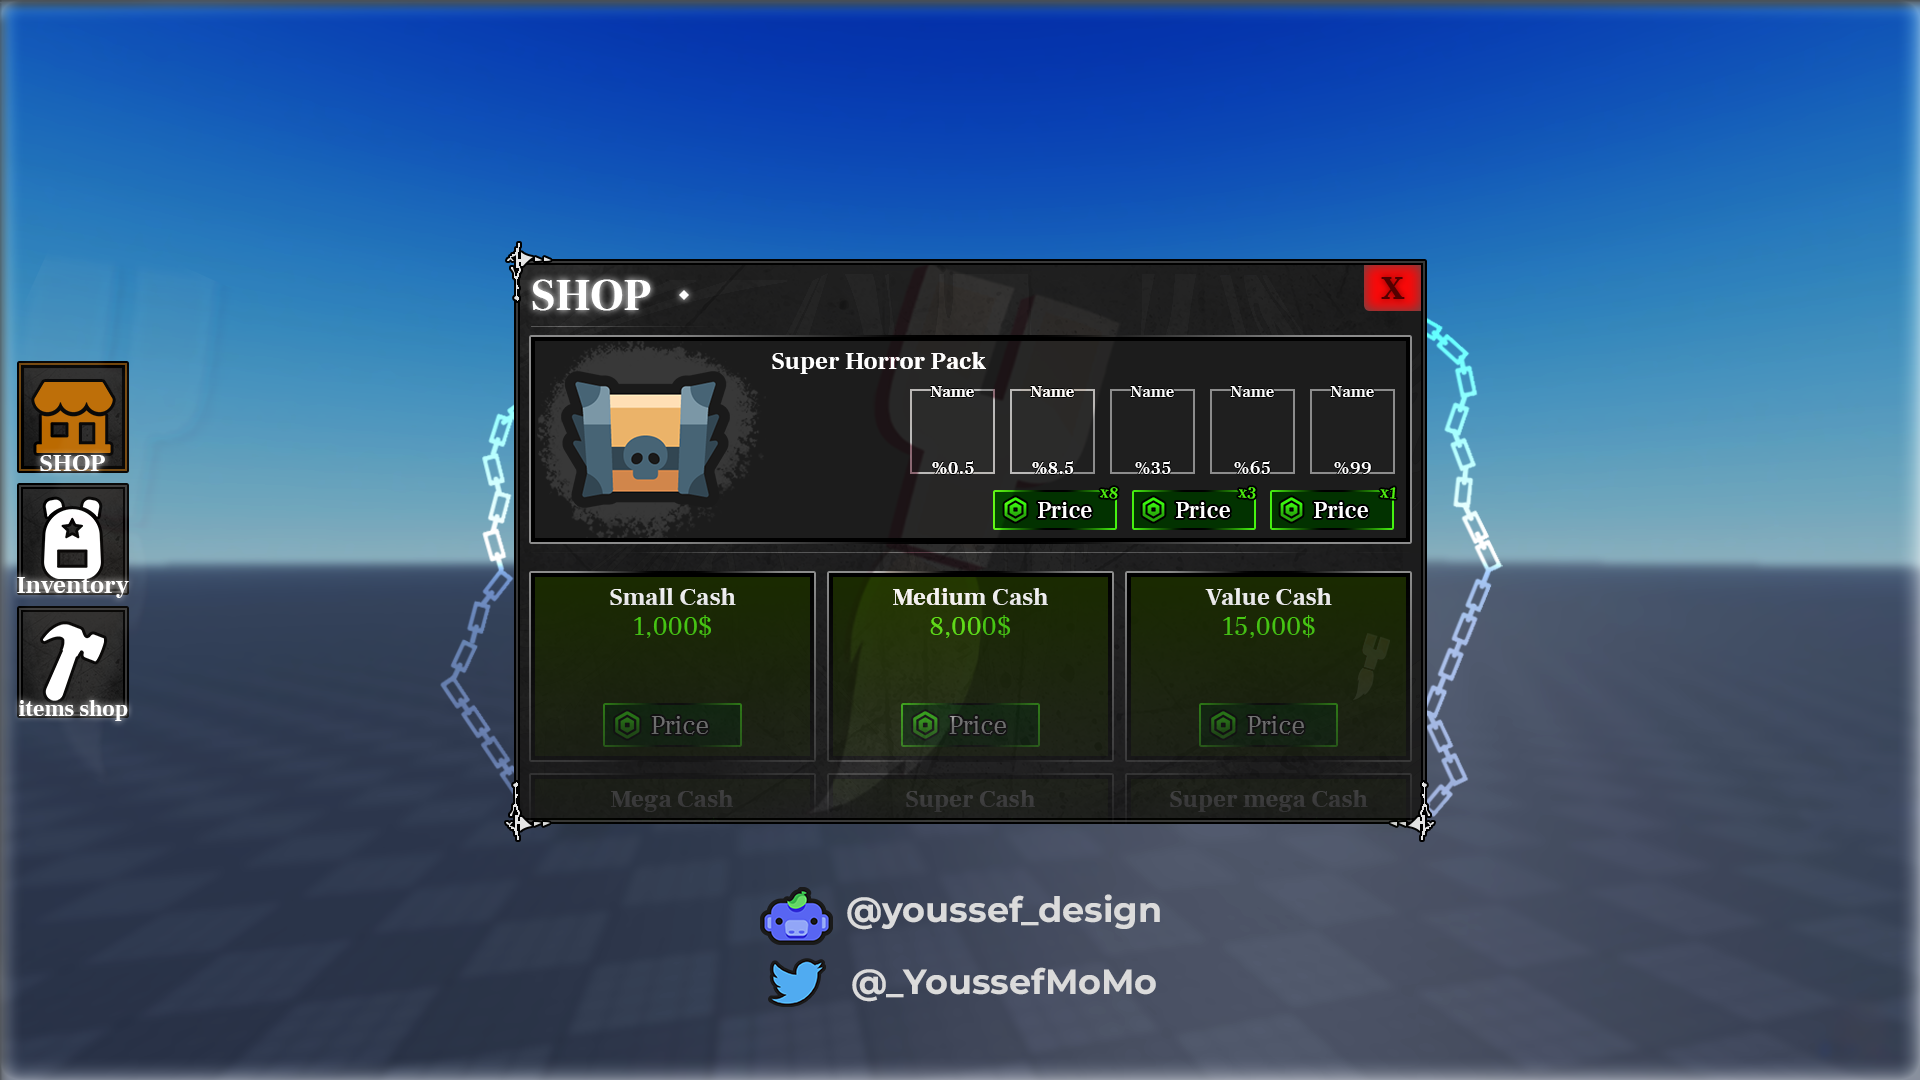 SHOP
X
Super Horror Pack
Name Name Name Name Name
%0.5 %8.5 %35 %65 %99
x8 x3 x1
Price Price Price
SHOP
Inventory
items shop
Small Cash Medium Cash Value Cash
1,000$ 8,000$ 15,000$
Price Price Price
Mega Cash Super Cash Super mega Cash
@youssef_design
@_YoussefMoMo